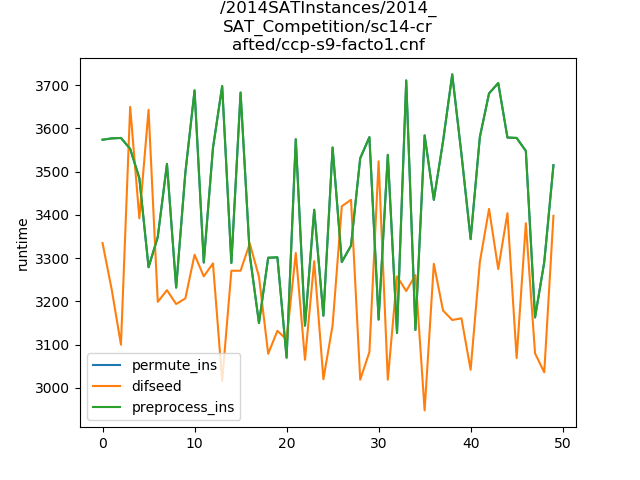 /2014SATInstances/2014_
SAT_Competition/sc14-cr
afted/ccp-s9-facto1.cnf
3700
3600
3500
3400
3300
3200
3100
3000
runtime
permute_ins
difseed
preprocess_ins
0 10 20 30 40 50